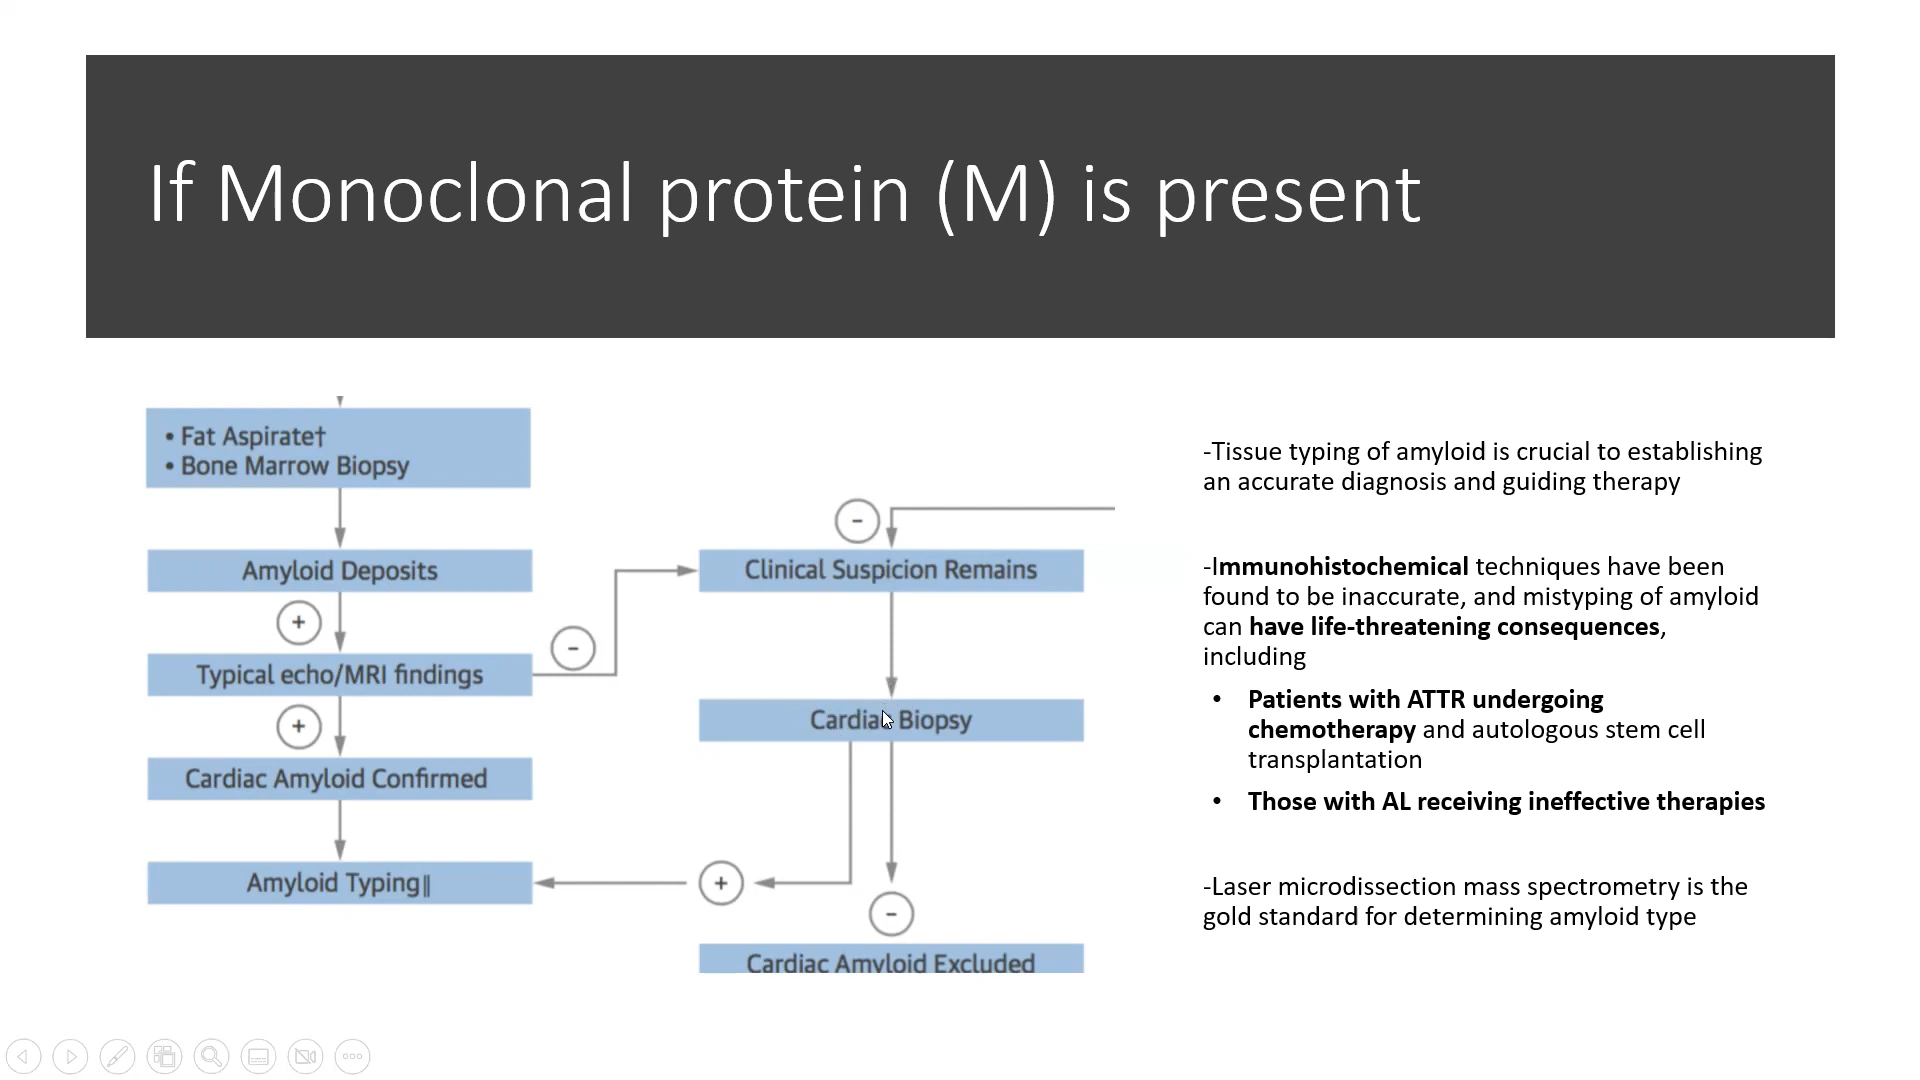 If Monoclonal protein (M) is present
• Fat Aspirate†
• Bone Marrow Biopsy
Amyloid Deposits
+
Typical echo/MRI findings
-
+
Cardiac Amyloid Confirmed
Amyloid Typing‖
-
Clinical Suspicion Remains
Cardiac Biopsy
+
-
Cardiac Amyloid Excluded
-Tissue typing of amyloid is crucial to establishing
an accurate diagnosis and guiding therapy
-Immunohistochemical techniques have been
found to be inaccurate, and mistyping of amyloid
can have life-threatening consequences,
including
• Patients with ATTR undergoing
chemotherapy and autologous stem cell
transplantation
• Those with AL receiving ineffective therapies
-Laser microdissection mass spectrometry is the
gold standard for determining amyloid type